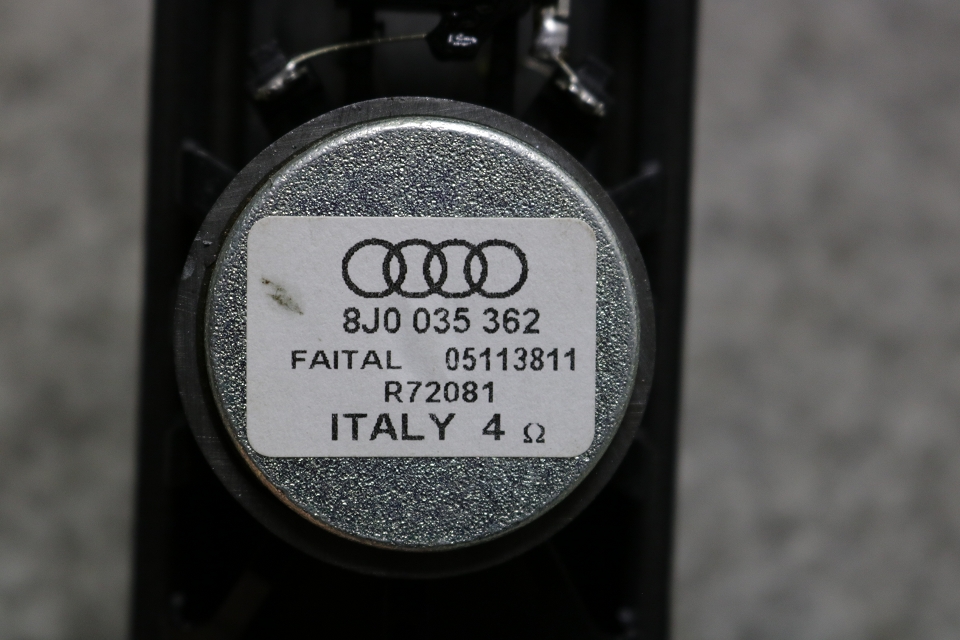 8J0 035 362
FAITAL 05113811
R72081
ITALY 4 Ω